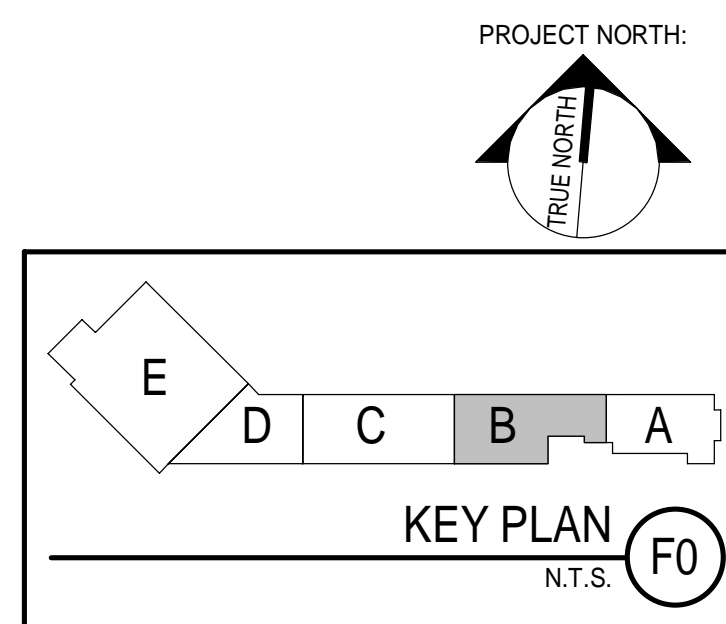 PROJECT NORTH:
TRUE NORTH
E
D
C
B
A
KEY PLAN
N.T.S.
F0